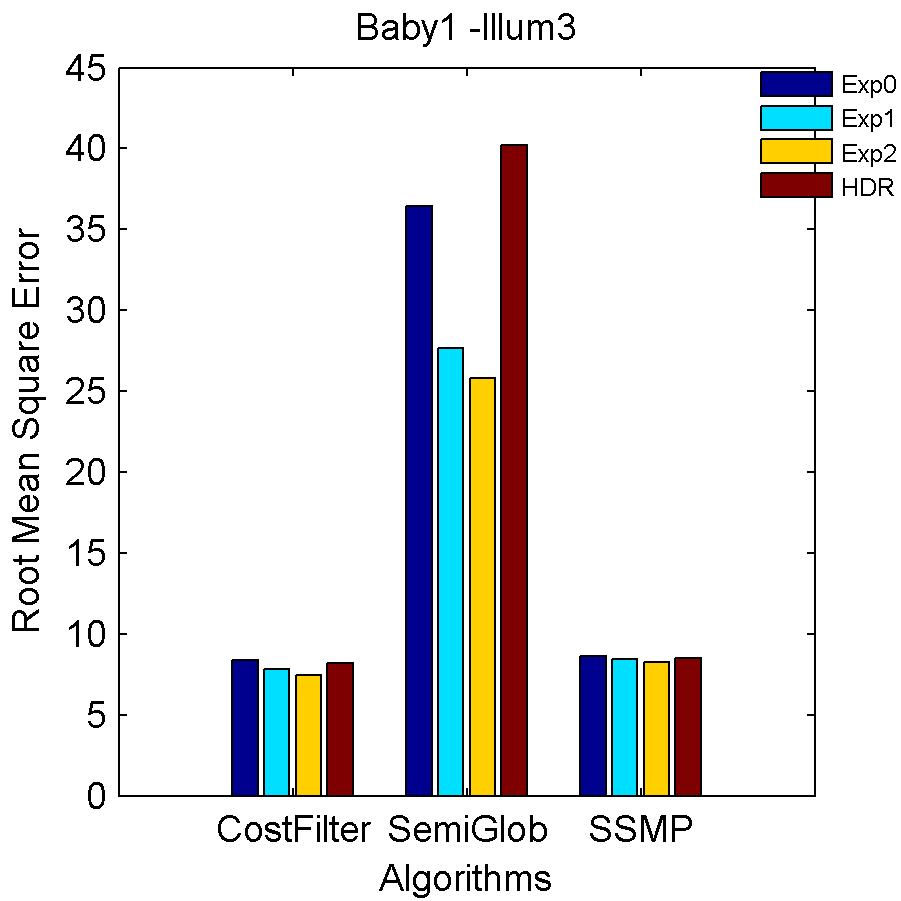 Baby1 -Illum3
45
40
35
30
25
20
15
10
5
0
Root Mean Square Error
Exp0
Exp1
Exp2
HDR
CostFilter SemiGlob SSMP
Algorithms